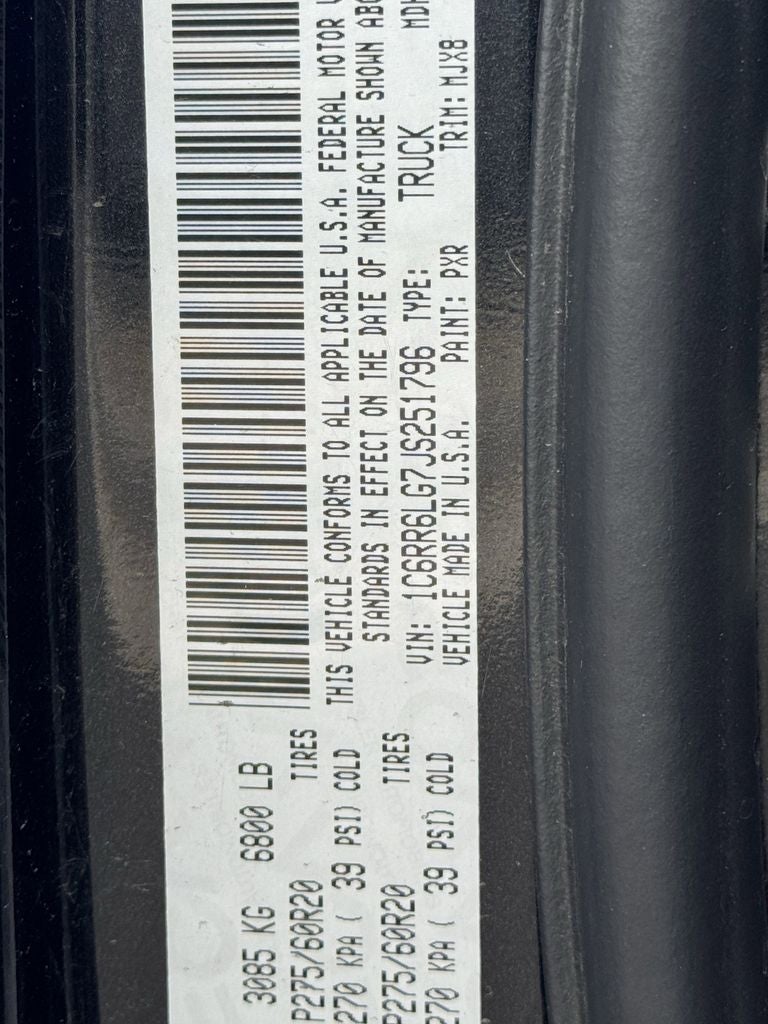 3085 KG 6800 LB
P275/60R20 TIRES
270 KPA ( 39 PSI) COLD
P275/60R20 TIRES
270 KPA ( 39 PSI) COLD
THIS VEHICLE CONFORMS TO ALL APPLICABLE U.S.A. FEDERAL MOTOR
STANDARDS IN EFFECT ON THE DATE OF MANUFACTURE SHOWN ABO
VIN: 1C6RR6LG7JS251796 TYPE: TRUCK MDH
VEHICLE MADE IN U.S.A. PAINT: PXR TRIM: MJX8